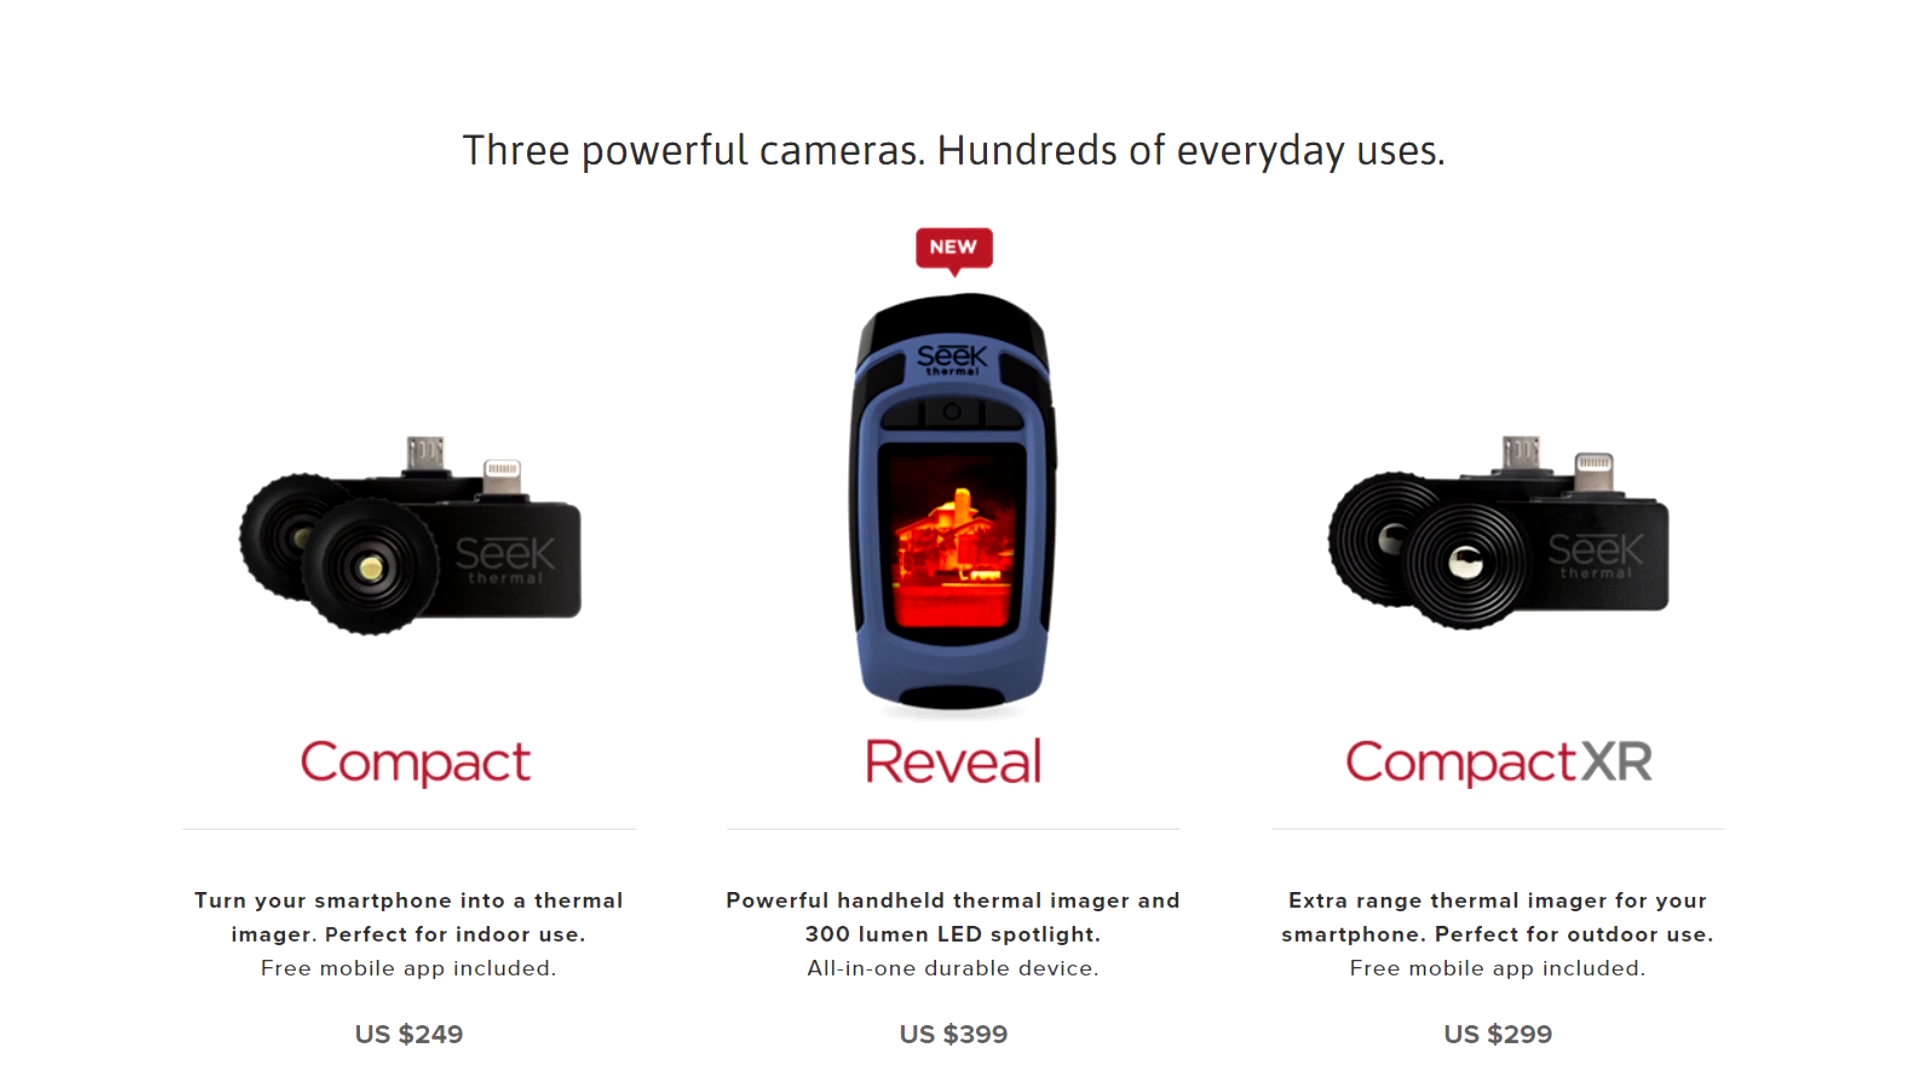 Three powerful cameras. Hundreds of everyday uses.
NEW
Seek
thermal
Seek
thermal
Seek
thermal
Compact
Reveal
CompactXR
Turn your smartphone into a thermal
imager. Perfect for indoor use.
Free mobile app included.
US $249
Powerful handheld thermal imager and
300 lumen LED spotlight.
All-in-one durable device.
US $399
Extra range thermal imager for your
smartphone. Perfect for outdoor use.
Free mobile app included.
US $299